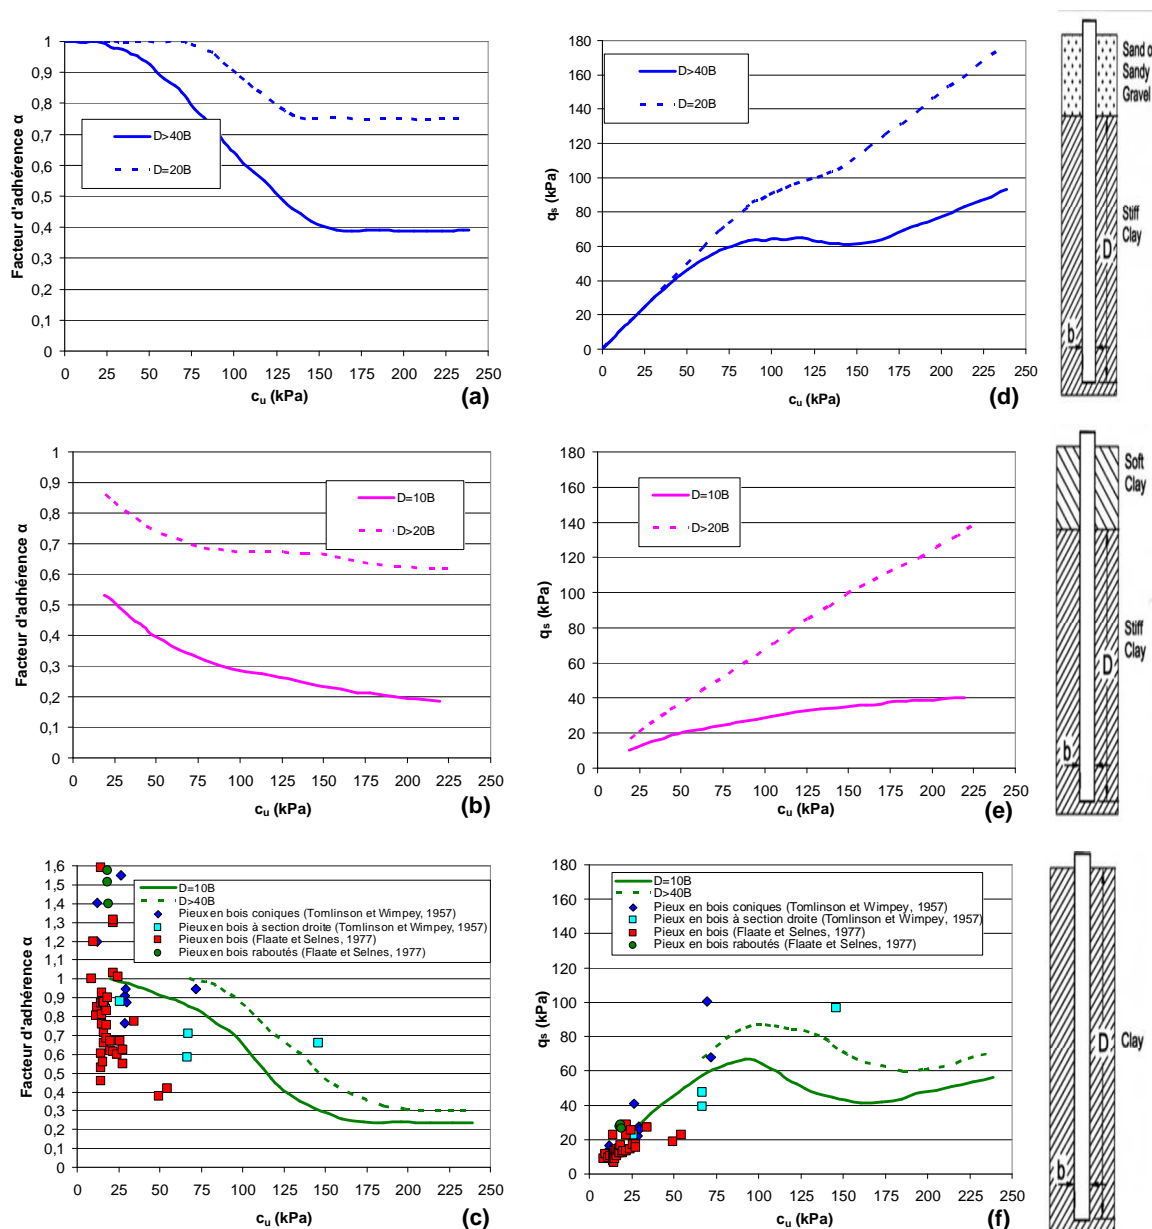 1
0,9
0,8
0,7
0,6
0,5
0,4
0,3
0,2
0,1
0
Facteur d'adhérence α
D>40B
D=20B
0 25 50 75 100 125 150 175 200 225 250
cᵤ (kPa)
(a)
180
160
140
120
100
80
60
40
20
0
qₛ (kPa)
D>40B
D=20B
0 25 50 75 100 125 150 175 200 225 250
cᵤ (kPa)
(d)
Sand o
Sandy
Gravel
Stiff
Clay
D
b
1
0,9
0,8
0,7
0,6
0,5
0,4
0,3
0,2
0,1
0
Facteur d'adhérence α
D=10B
D>20B
0 25 50 75 100 125 150 175 200 225 250
cᵤ (kPa)
(b)
180
160
140
120
100
80
60
40
20
0
qₛ (kPa)
D=10B
D>20B
0 25 50 75 100 125 150 175 200 225 250
cᵤ (kPa)
(e)
Soft
Clay
Stiff
Clay
D
b
1,6
1,5
1,4
1,3
1,2
1,1
1
0,9
0,8
0,7
0,6
0,5
0,4
0,3
0,2
0,1
0
Facteur d'adhérence α
D=10B
D>40B
Pieux en bois coniques (Tomlinson et Wimpey, 1957)
Pieux en bois à section droite (Tomlinson et Wimpey, 1957)
Pieux en bois (Flaate et Selnes, 1977)
Pieux en bois raboutés (Flaate et Selnes, 1977)
0 25 50 75 100 125 150 175 200 225 250
cᵤ (kPa)
(c)
180
160
140
120
100
80
60
40
20
0
qₛ (kPa)
D=10B
D>40B
Pieux en bois coniques (Tomlinson et Wimpey, 1957)
Pieux en bois à section droite (Tomlinson et Wimpey, 1957)
Pieux en bois (Flaate et Selnes, 1977)
Pieux en bois raboutés (Flaate et Selnes, 1977)
0 25 50 75 100 125 150 175 200 225 250
cᵤ (kPa)
(f)
Clay
D
b